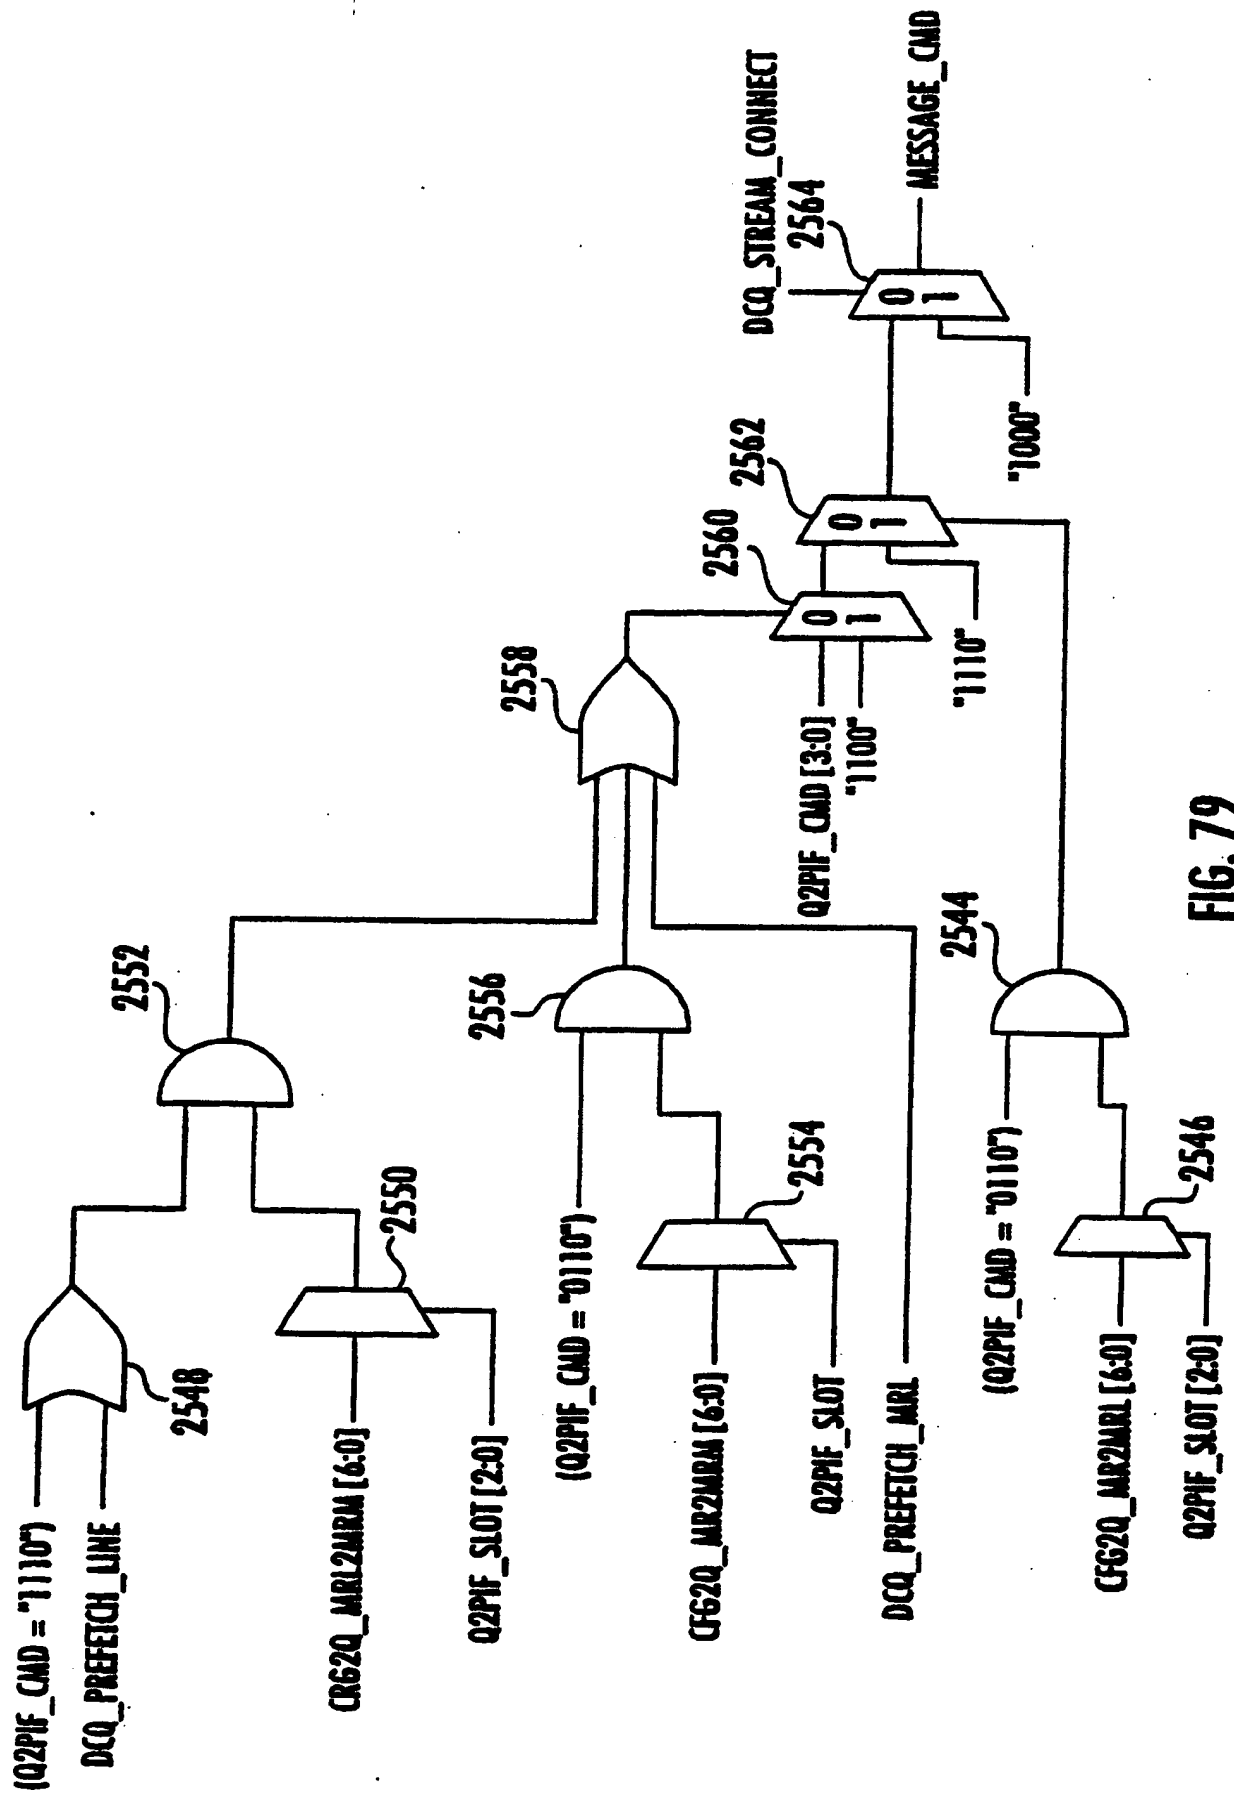 (Q2PIF_CMD = "1110")
DCQ_PREFETCH_LINE
2548
CRG2Q_MRL2MRM [6:0]
Q2PIF_SLOT [2:0]
2550
2552
(Q2PIF_CMD = "0110")
CFG2Q_MR2MRM [6:0]
Q2PIF_SLOT
2554
2556
DCQ_PREFETCH_MRL
2558
(Q2PIF_CMD = "0110")
CFG2Q_MR2MRL [6:0]
Q2PIF_SLOT [2:0]
2546
2544
Q2PIF_CMD [3:0]
"1100"
0
1
2560
"1110"
0
1
2562
"1000"
0
1
2564
DCQ_STREAM_CONNECT
MESSAGE_CMD
FIG. 79